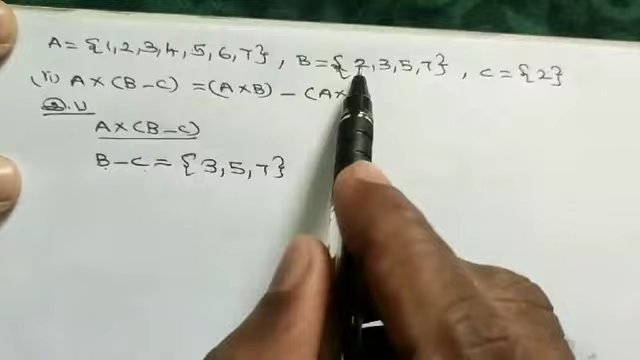 A = {1,2,3,4,5,6,7} , B = {2,3,5,7} , C = {2}
(ii) A×(B-C) = (A×B) - (A×
A×(B-C)
B-C = {3,5,7}